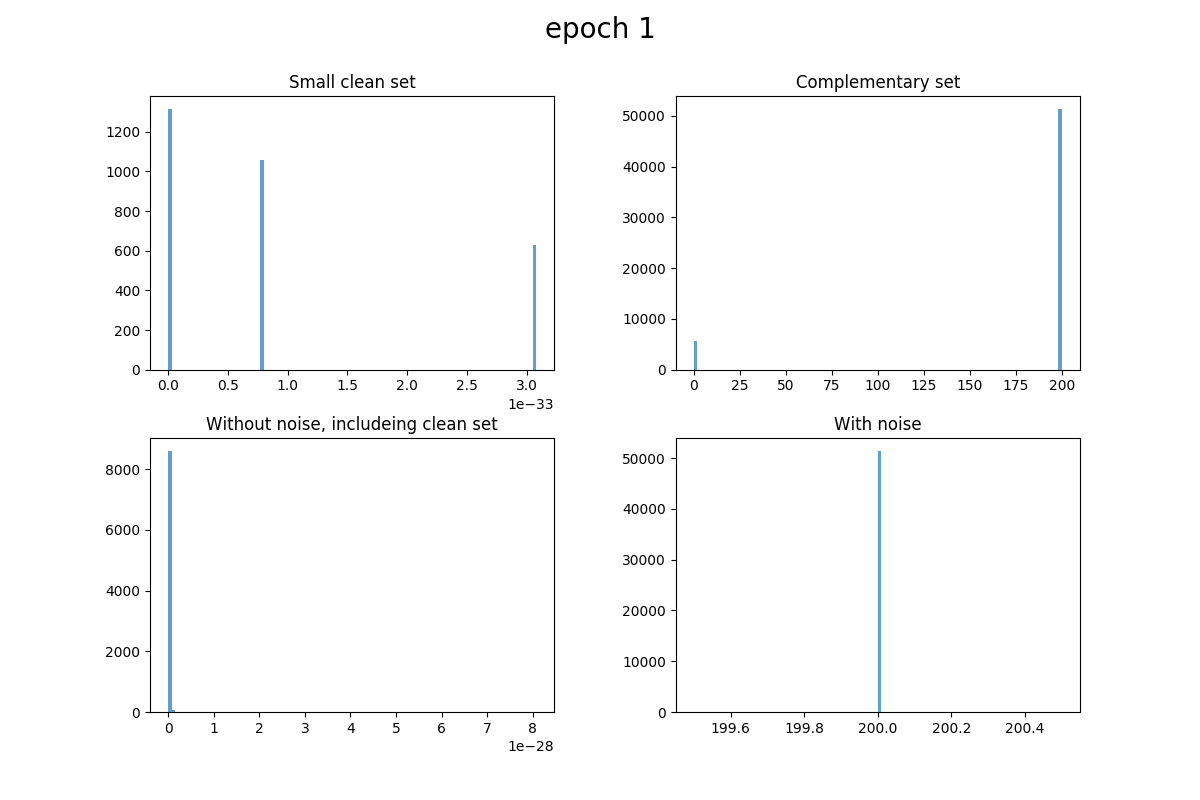 epoch 1
Small clean set
1200
1000
800
600
400
200
0
0.0 0.5 1.0 1.5 2.0 2.5 3.0
1e−33
Complementary set
50000
40000
30000
20000
10000
0
0 25 50 75 100 125 150 175 200
Without noise, includeing clean set
8000
6000
4000
2000
0
0 1 2 3 4 5 6 7 8
1e−28
With noise
50000
40000
30000
20000
10000
0
199.6 199.8 200.0 200.2 200.4